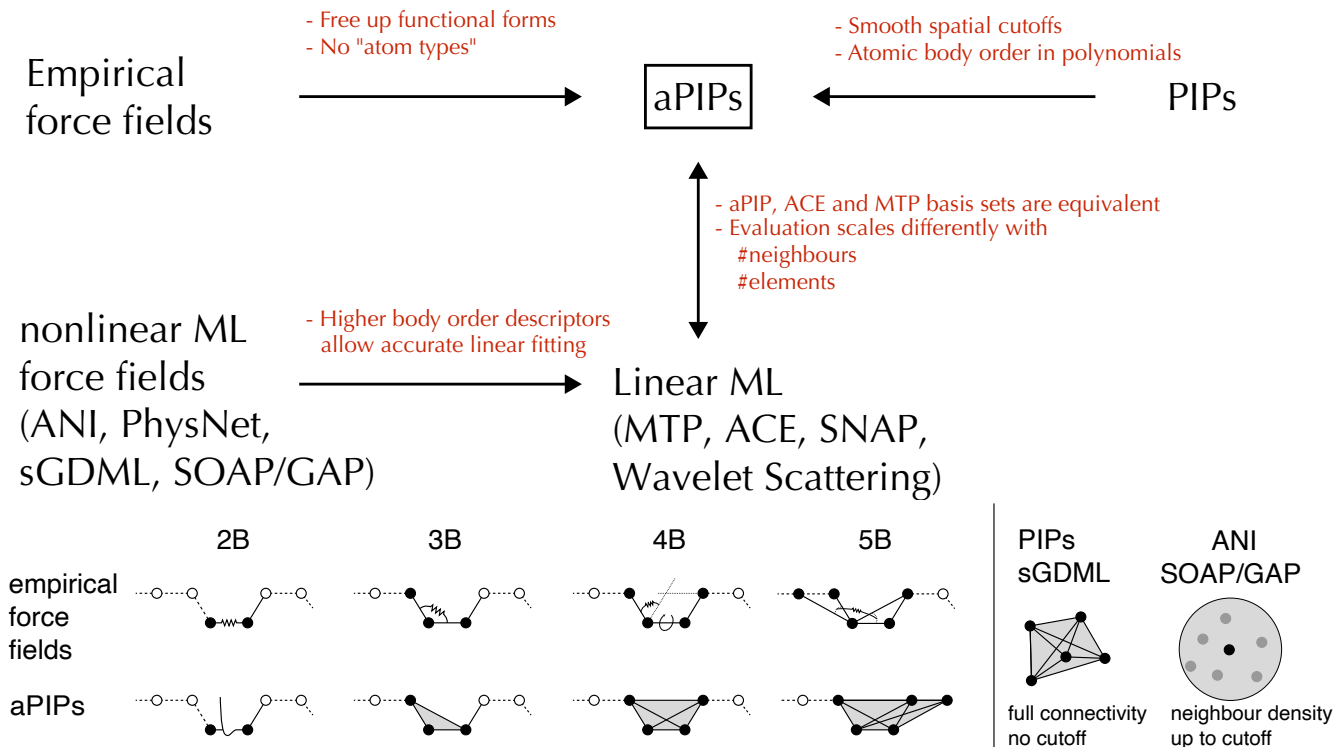 - Free up functional forms
- No "atom types"
- Smooth spatial cutoffs
- Atomic body order in polynomials
Empirical
force fields
aPIPs
PIPs
- aPIP, ACE and MTP basis sets are equivalent
- Evaluation scales differently with
#neighbours
#elements
nonlinear ML
force fields
(ANI, PhysNet,
sGDML, SOAP/GAP)
- Higher body order descriptors
allow accurate linear fitting
Linear ML
(MTP, ACE, SNAP,
Wavelet Scattering)
2B
3B
4B
5B
empirical
force
fields
aPIPs
PIPs
sGDML
ANI
SOAP/GAP
full connectivity
no cutoff
neighbour density
up to cutoff